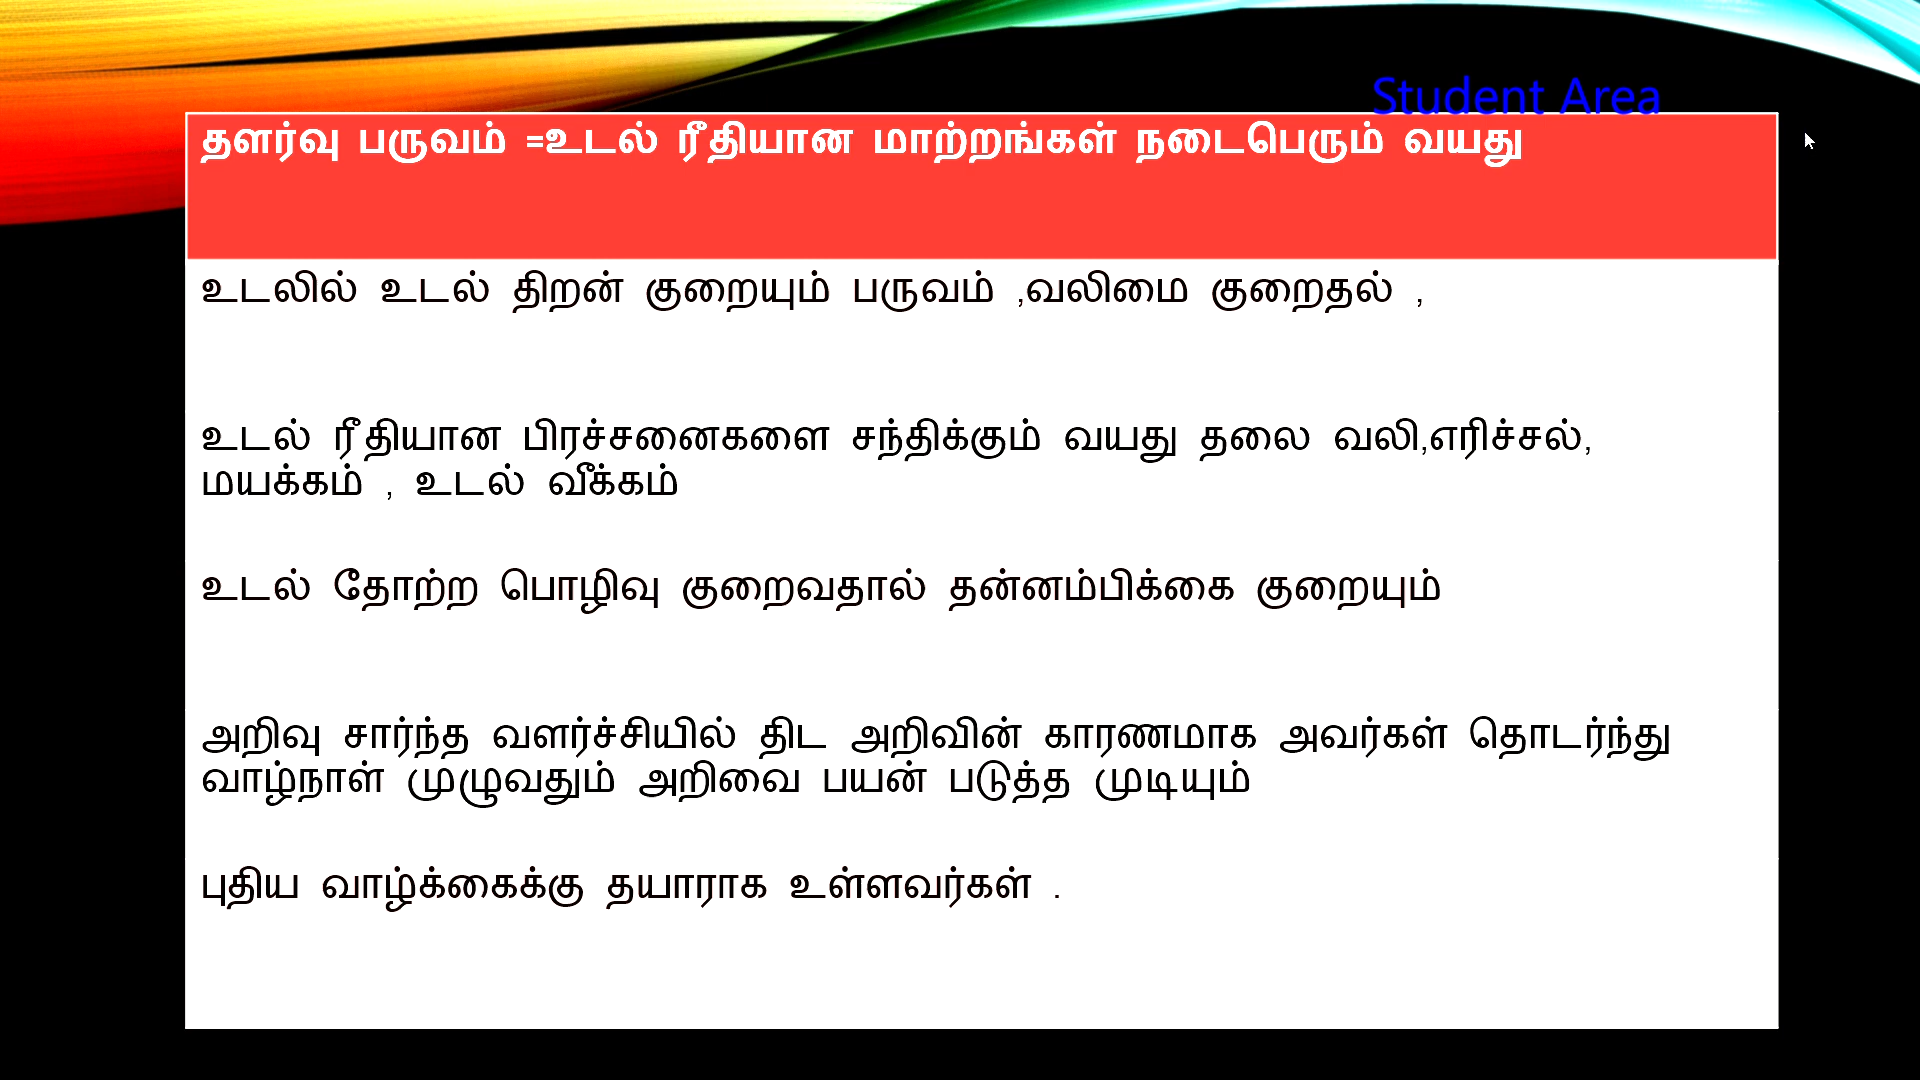 Student Area
தளர்வு பருவம் =உடல் ரீதியான மாற்றங்கள் நடைபெரும் வயது
உடலில் உடல் திறன் குறையும் பருவம் ,வலிமை குறைதல் ,
உடல் ரீதியான பிரச்சனைகளை சந்திக்கும் வயது தலை வலி,எரிச்சல்,
மயக்கம் , உடல் வீக்கம்
உடல் தோற்ற பொழிவு குறைவதால் தன்னம்பிக்கை குறையும்
அறிவு சார்ந்த வளர்ச்சியில் திட அறிவின் காரணமாக அவர்கள் தொடர்ந்து
வாழ்நாள் முழுவதும் அறிவை பயன் படுத்த முடியும்
புதிய வாழ்க்கைக்கு தயாராக உள்ளவர்கள் .